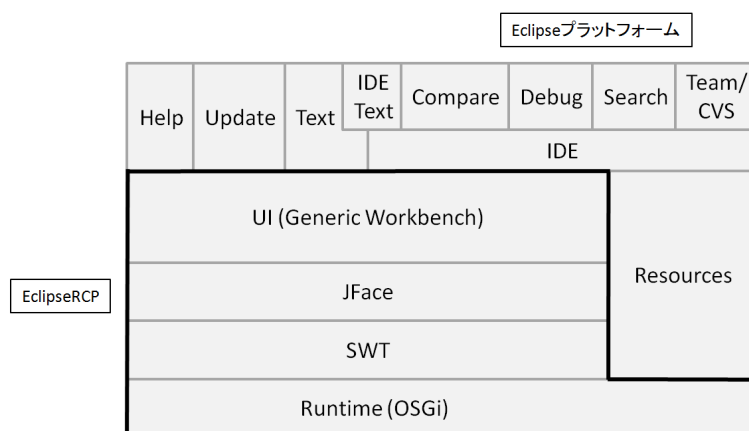 Eclipseプラットフォーム
Help
Update
Text
IDE
Text
Compare
Debug
Search
Team/
CVS
IDE
UI (Generic Workbench)
Resources
EclipseRCP
JFace
SWT
Runtime (OSGi)